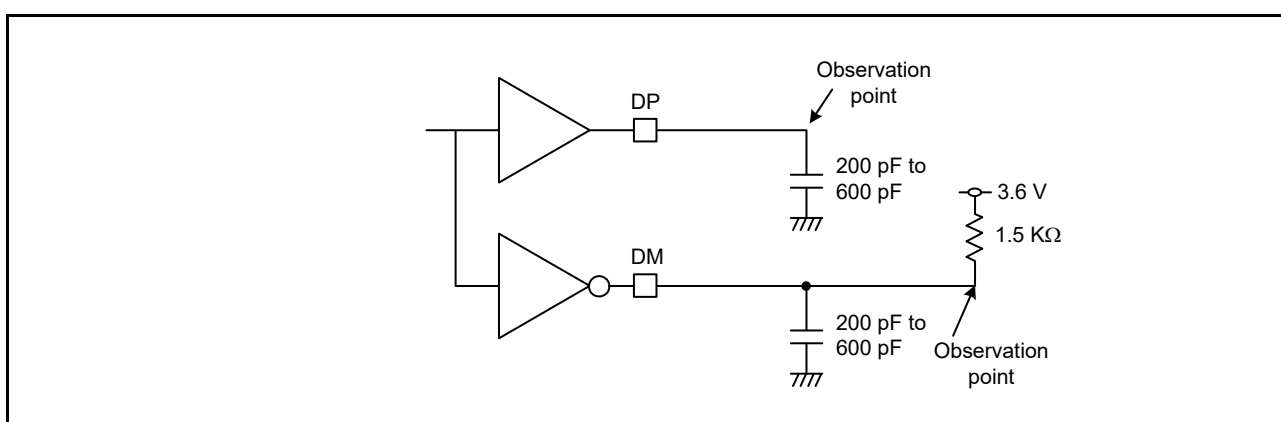 Observation
point
DP
200 pF to
600 pF
3.6 V
1.5 KΩ
DM
200 pF to
600 pF
Observation
point